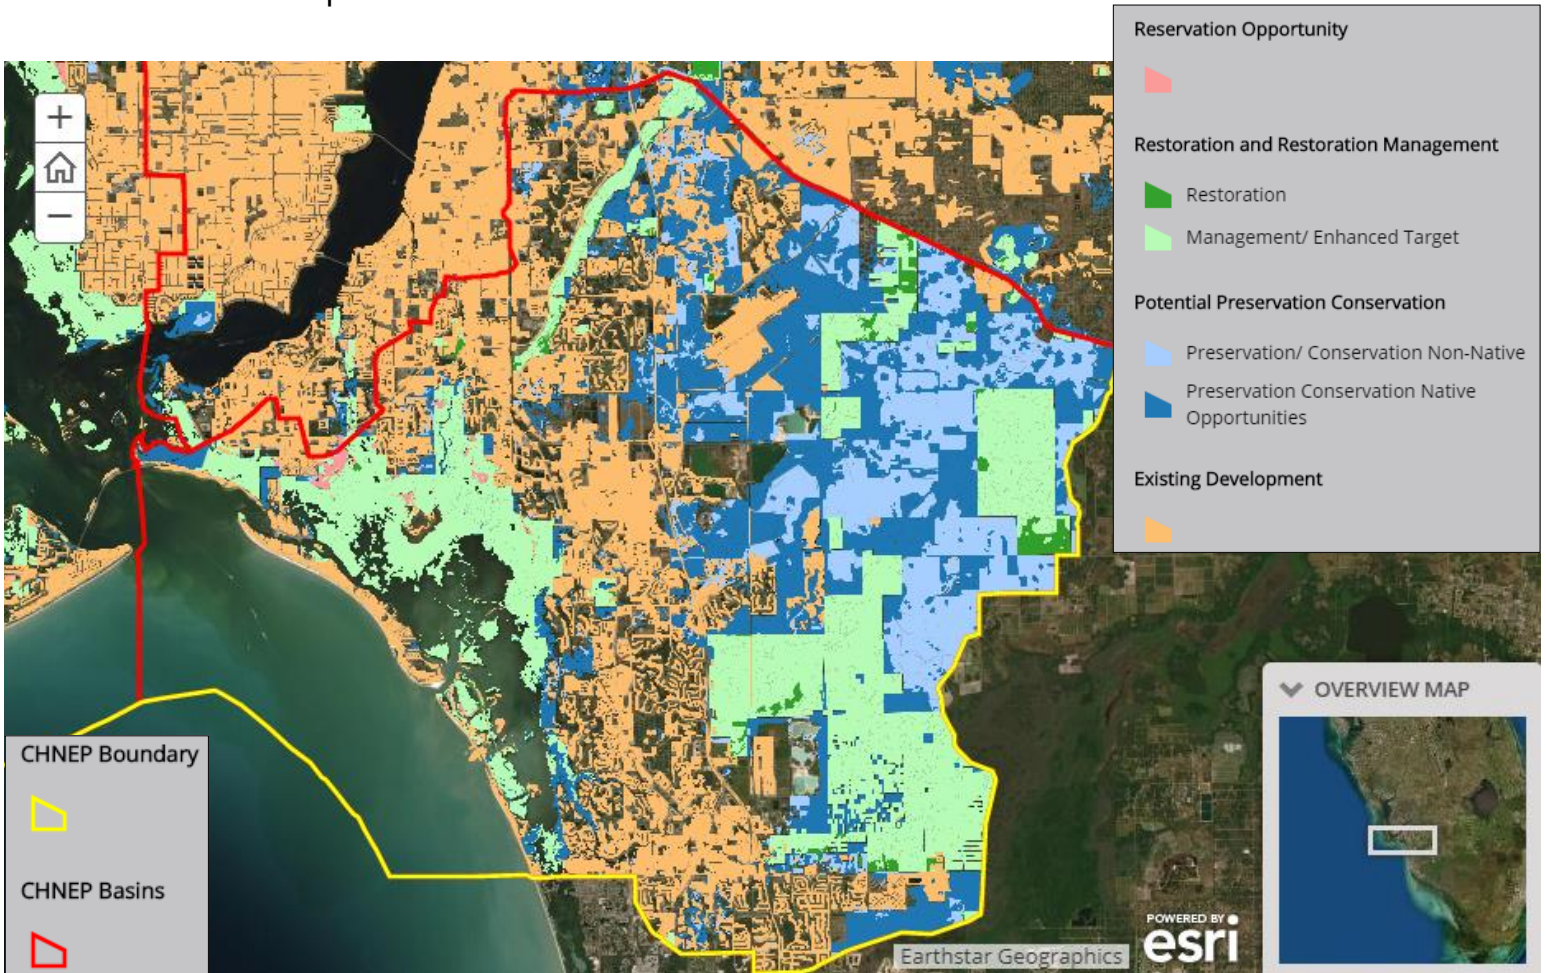 Reservation Opportunity
Restoration and Restoration Management
Restoration
Management/ Enhanced Target
Potential Preservation Conservation
Preservation/ Conservation Non-Native
Preservation Conservation Native
Opportunities
Existing Development
+
−
OVERVIEW MAP
CHNEP Boundary
CHNEP Basins
POWERED BY
esri
Earthstar Geographics